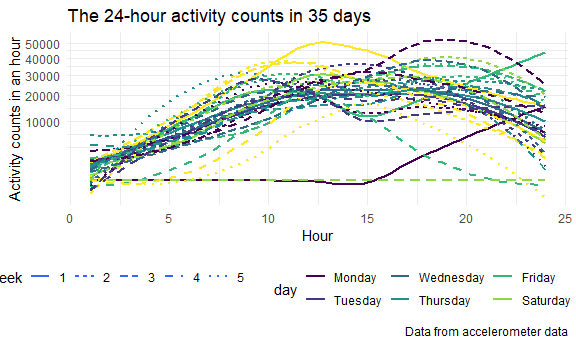 The 24-hour activity counts in 35 days
Activity counts in an hour
50000
40000
30000
20000
10000
0 5 10 15 20 25
Hour
eek 1 2 3 4 5
day Monday Wednesday Friday
Tuesday Thursday Saturday
Data from accelerometer data